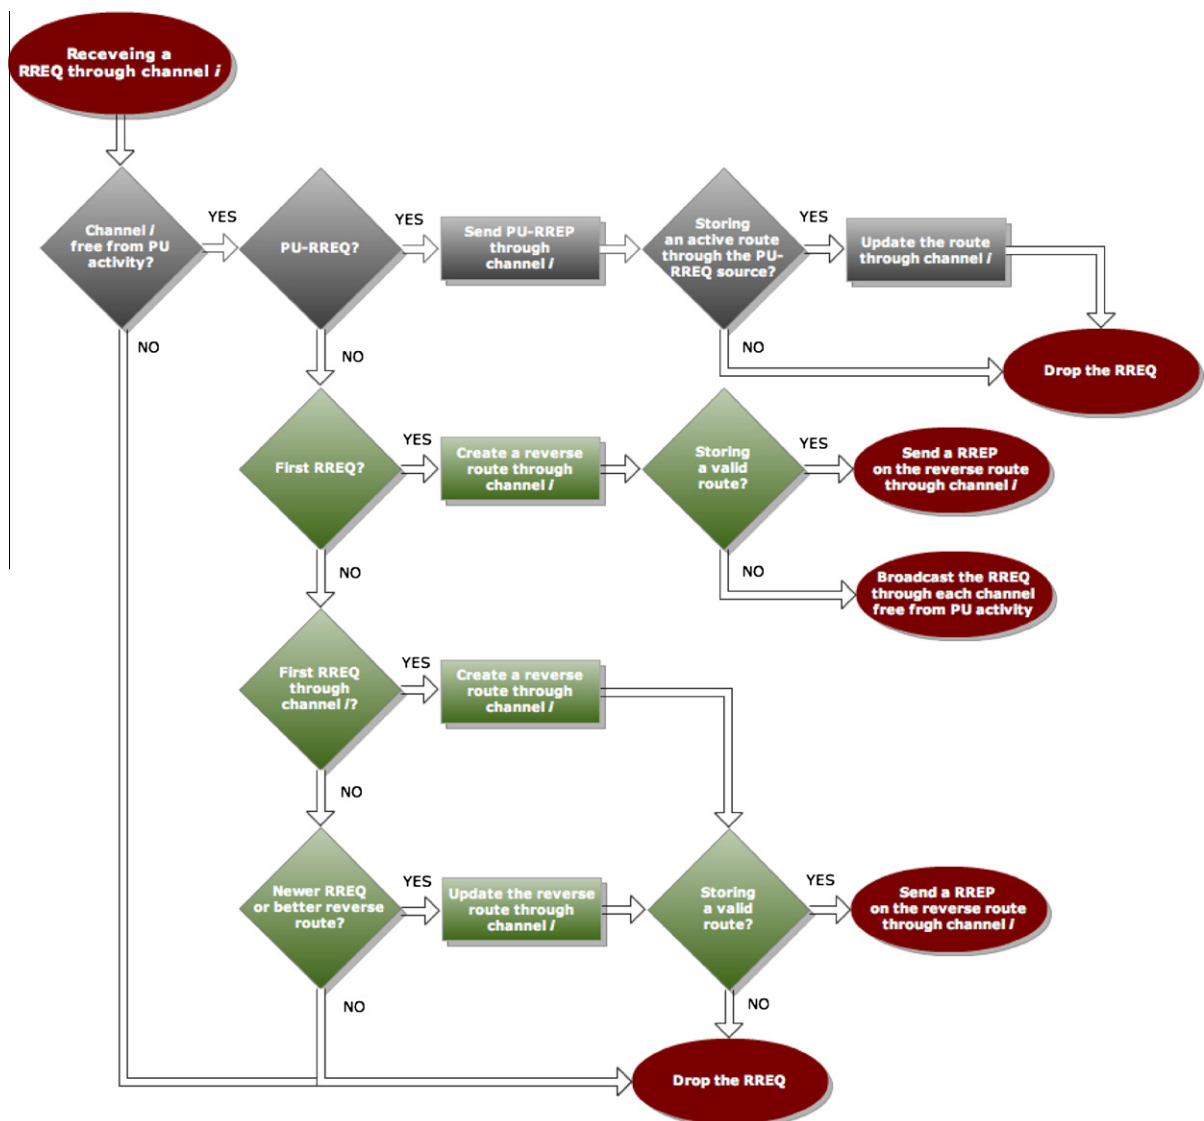 Receveing a
RREQ through channel i
Channel i
free from PU
activity?
YES
PU-RREQ?
YES
Send PU-RREP
through
channel i
Storing
an active route
through the PU-
RREQ source?
YES
Update the route
through channel i
NO
NO
NO
Drop the RREQ
First RREQ?
YES
Create a reverse
route through
channel i
Storing
a valid
route?
YES
Send a RREP
on the reverse route
through channel i
NO
NO
Broadcast the RREQ
through each channel
free from PU activity
First RREQ
through
channel i?
YES
Create a reverse
route through
channel i
NO
Newer RREQ
or better reverse
route?
YES
Update the reverse
route through
channel i
Storing
a valid
route?
YES
Send a RREP
on the reverse route
through channel i
NO
NO
Drop the RREQ